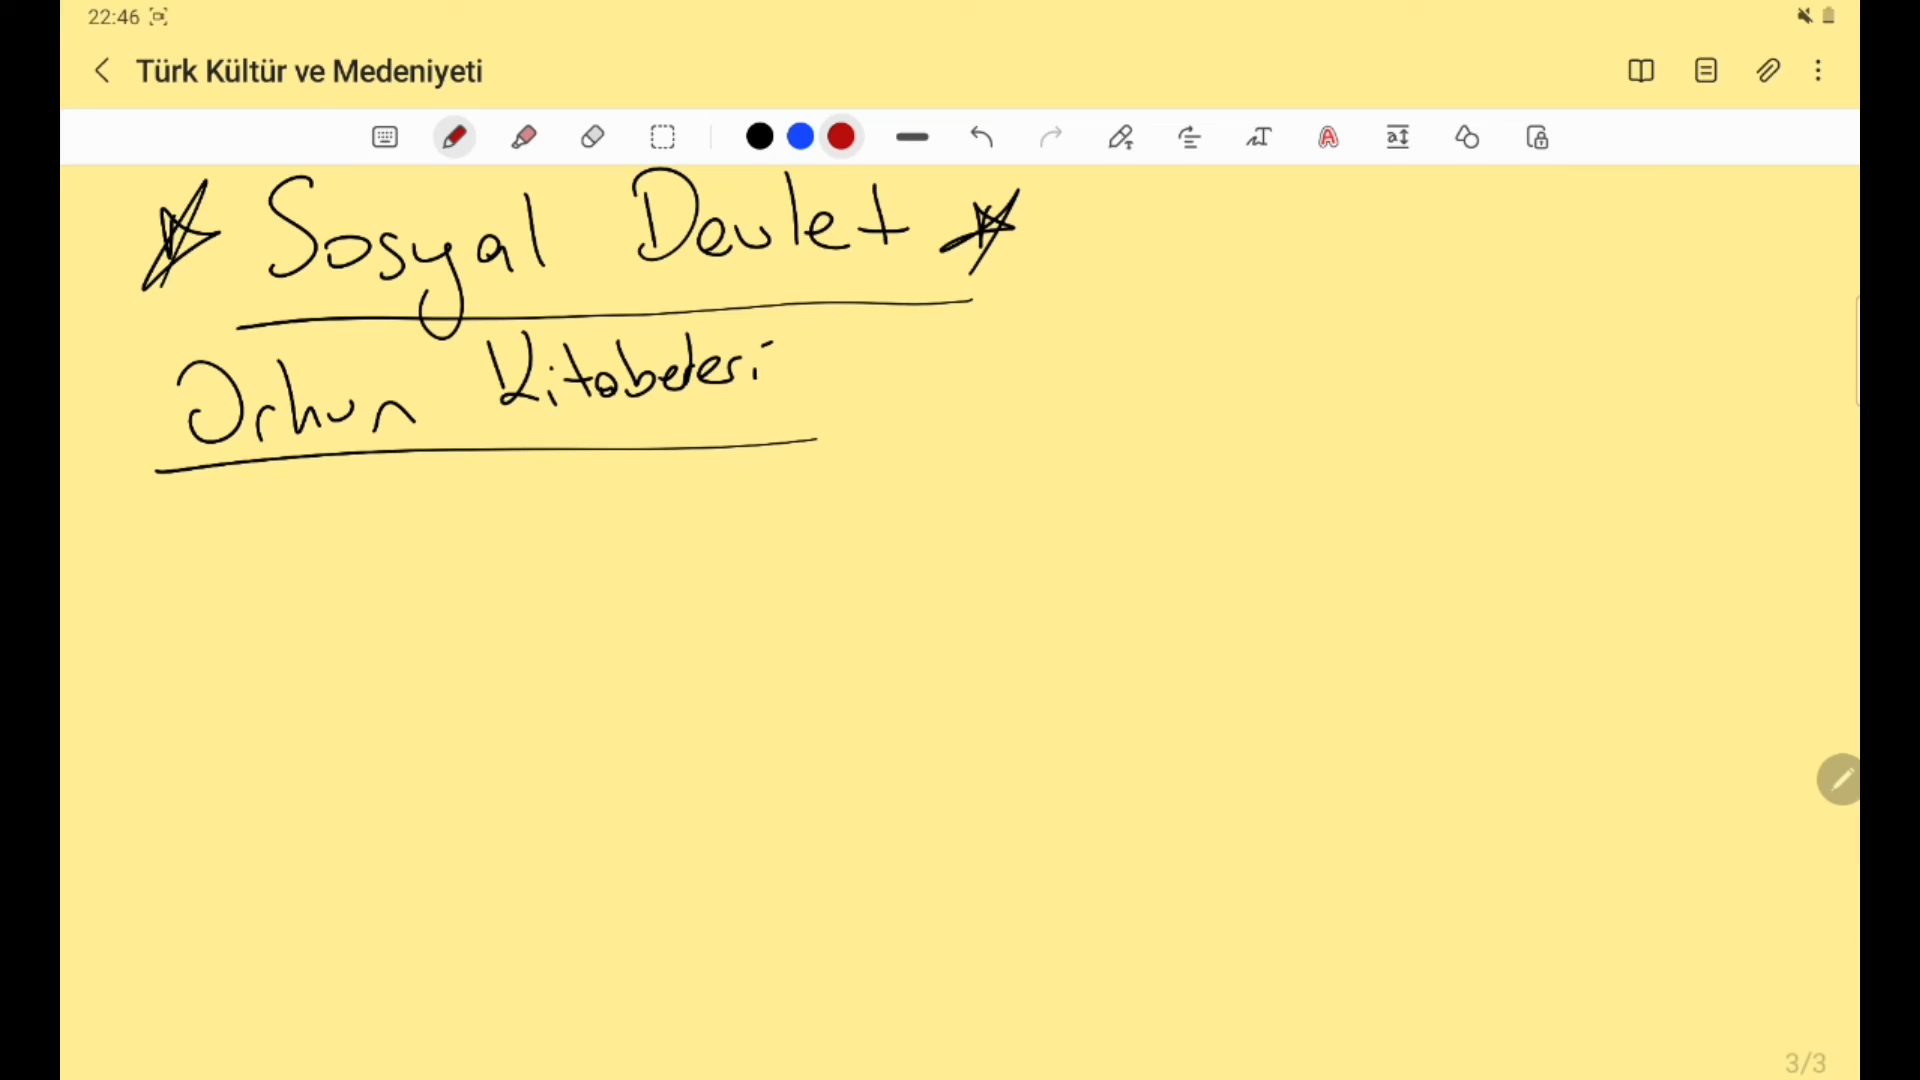 22:46
Türk Kültür ve Medeniyeti
Sosyal Devlet
Orhun Kitabeleri
3/3